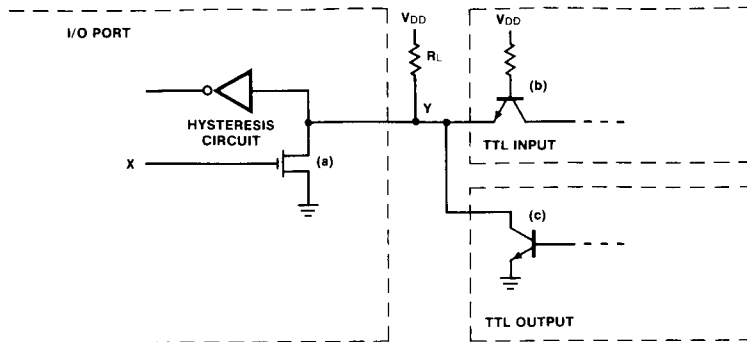 I/O PORT
HYSTERESIS
CIRCUIT
X
(a)
VDD
RL
Y
VDD
(b)
TTL INPUT
(c)
TTL OUTPUT